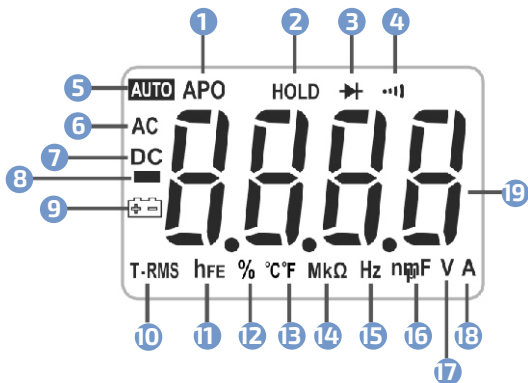 1 2 3 4
5 AUTO APO HOLD
6 AC
7 DC
8
8.8.8.8
9 + -
19
T-RMS hFE % °C°F MkΩ Hz nmµF V A
10 11 12 13 14 15 16 17 18